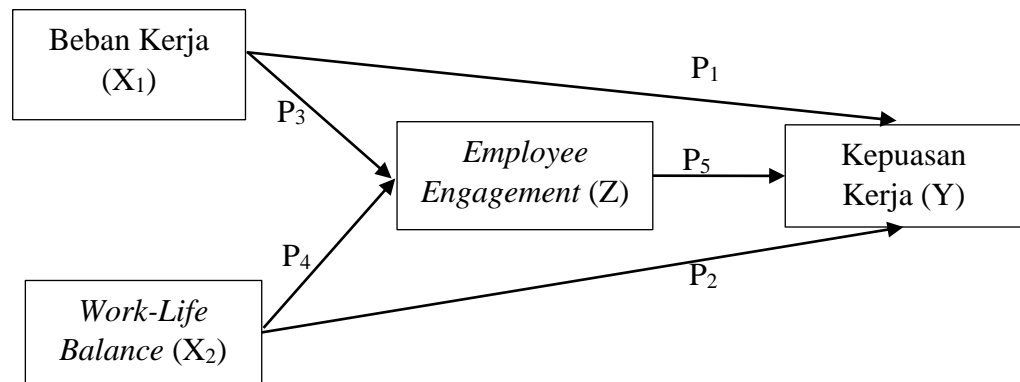 Beban Kerja
(X₁)
P₁
P₃
Employee
Engagement (Z)
P₅
Kepuasan
Kerja (Y)
P₄
P₂
Work-Life
Balance (X₂)